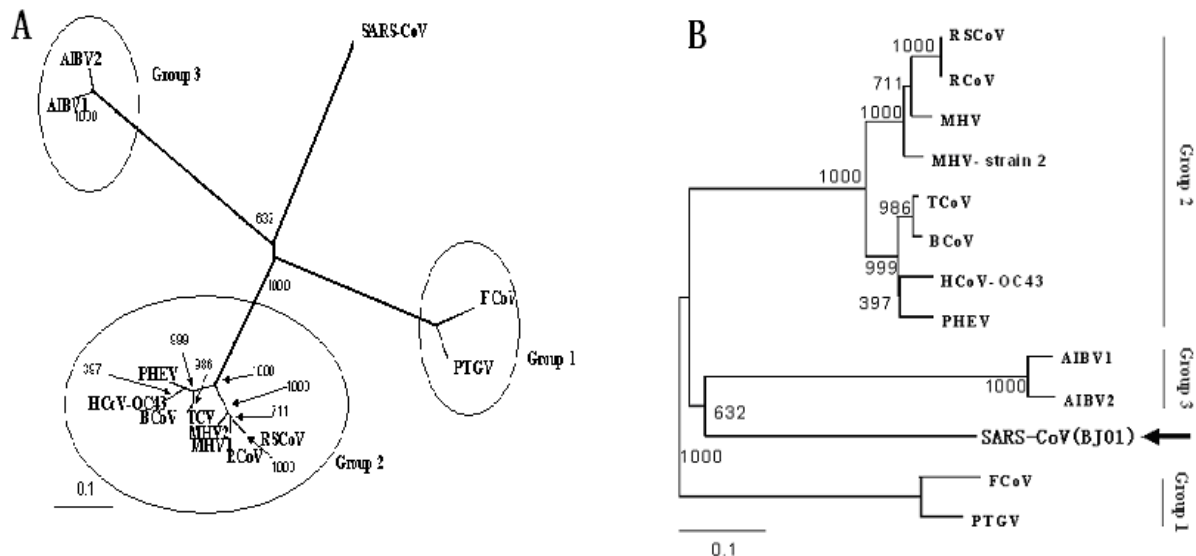 A
SARS-CoV
AIBV2
Group 3
AIBV1
1000
632
1000
FCoV
PTGV
Group 1
999
397
986
1000
PHEV
1000
HCoV-OC43
711
BCoV
TCV
MHV2
RSCoV
MHV1
RCoV
1000
Group 2
0.1
B
1000
RSCoV
RCoV
711
1000
MHV
MHV- strain 2
1000
986
TCoV
BCoV
999
HCoV-OC43
397
PHEV
Group 2
AIBV1
1000
AIBV2
Group 3
632
SARS-CoV(BJ01)
1000
FCoV
PTGV
Group 1
0.1